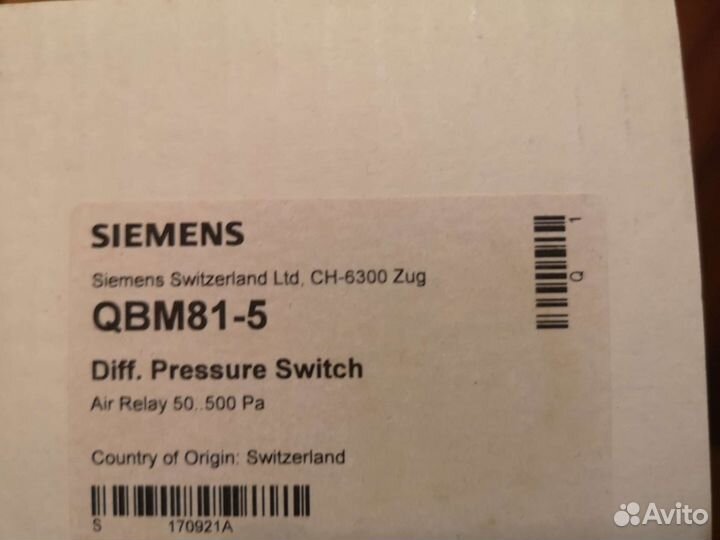 SIEMENS
Siemens Switzerland Ltd, CH-6300 Zug
QBM81-5
Diff. Pressure Switch
Air Relay 50..500 Pa
Country of Origin: Switzerland
S 170921A
Q 1
Avito